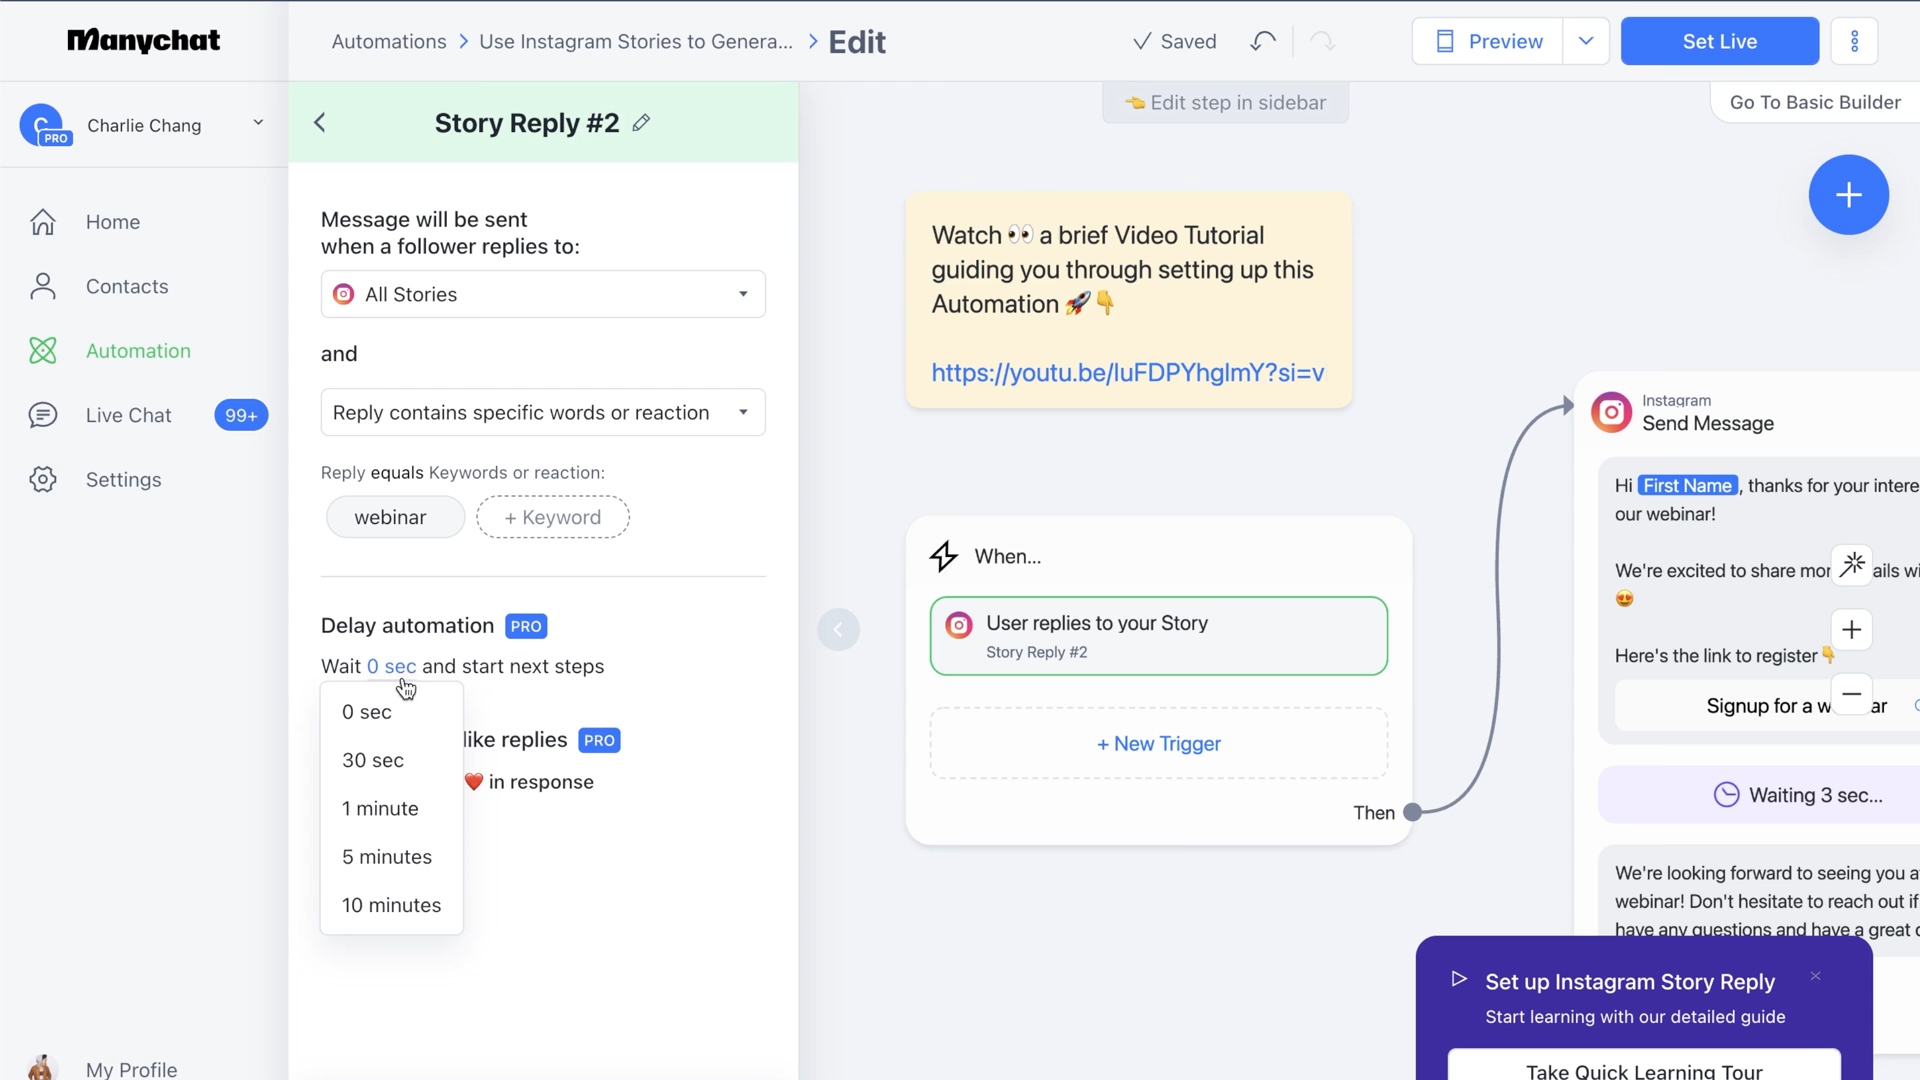 Manychat
Automations > Use Instagram Stories to Genera... > Edit
Saved
Preview
Set Live
C
PRO
Charlie Chang
Home
Contacts
Automation
Live Chat
99+
Settings
My Profile
Story Reply #2
Message will be sent
when a follower replies to:
All Stories
and
Reply contains specific words or reaction
Reply equals Keywords or reaction:
webinar
+ Keyword
Delay automation PRO
Wait 0 sec and start next steps
0 sec
30 sec
1 minute
5 minutes
10 minutes
like replies PRO
❤️ in response
👈 Edit step in sidebar
Go To Basic Builder
Watch 👀 a brief Video Tutorial
guiding you through setting up this
Automation 🚀👇
https://youtu.be/luFDPYhglmY?si=v
When...
User replies to your Story
Story Reply #2
+ New Trigger
Then
Instagram
Send Message
Hi First Name, thanks for your intere
our webinar!
We're excited to share mor ails wi
😍
Here's the link to register👇
Signup for a w ar
Waiting 3 sec...
We're looking forward to seeing you a
webinar! Don't hesitate to reach out if
have any questions and have a great
Set up Instagram Story Reply
Start learning with our detailed guide
Take Quick Learning Tour